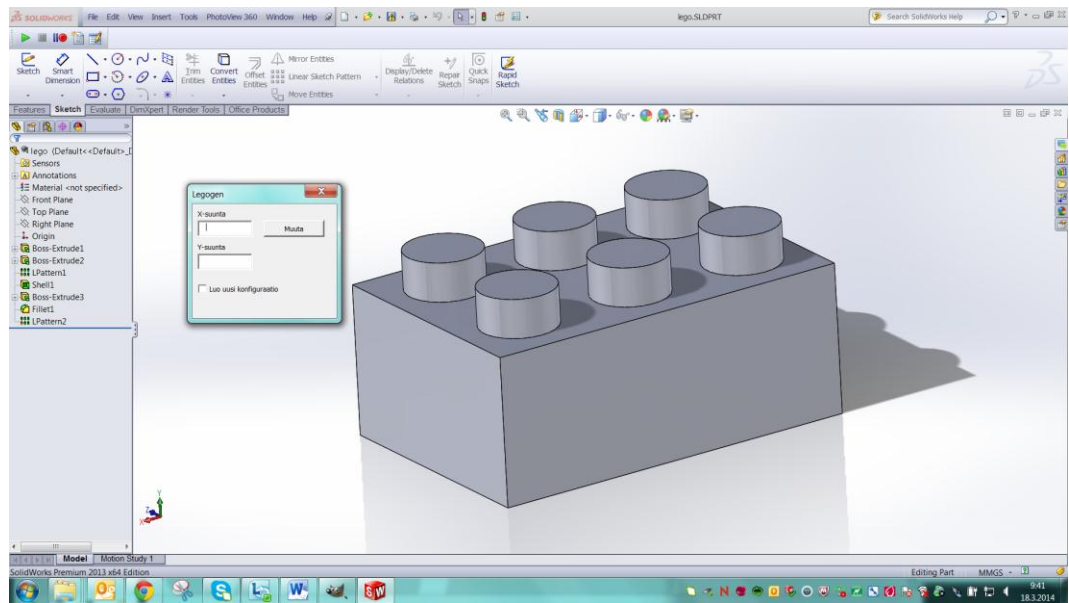 SOLIDWORKS File Edit View Insert Tools PhotoView 360 Window Help
lego.SLDPRT
Search SolidWorks Help
Sketch
Smart Dimension
Trim Entities
Convert Entities
Offset Entities
Mirror Entities
Linear Sketch Pattern
Move Entities
Display/Delete Relations
Repair Sketch
Quick Snaps
Rapid Sketch
Features Sketch Evaluate DimXpert Render Tools Office Products
lego (Default<<Default>_D
Sensors
Annotations
Material <not specified>
Front Plane
Top Plane
Right Plane
Origin
Boss-Extrude1
Boss-Extrude2
LPattern1
Shell1
Boss-Extrude3
Fillet1
LPattern2
Legogen
X-suunta
Muuta
Y-suunta
Luo uusi konfiguraatio
Model Motion Study 1
SolidWorks Premium 2013 x64 Edition
Editing Part MMGS
9:41
18.3.2014